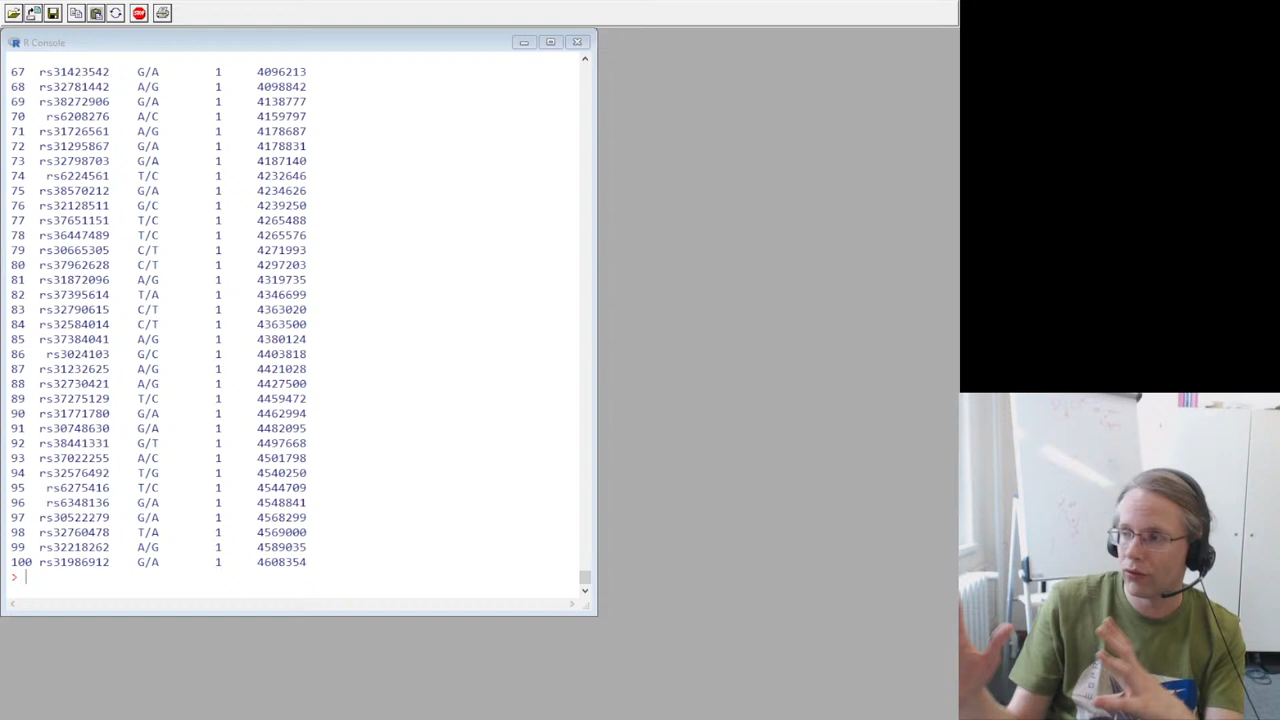 R Console
67 rs31423542 G/A 1 4096213
68 rs32781442 A/G 1 4098842
69 rs38272906 G/A 1 4138777
70 rs6208276 A/C 1 4159797
71 rs31726561 A/G 1 4178687
72 rs31295867 G/A 1 4178831
73 rs32798703 G/A 1 4187140
74 rs6224561 T/C 1 4232646
75 rs38570212 G/A 1 4234626
76 rs32128511 G/C 1 4239250
77 rs37651151 T/C 1 4265488
78 rs36447489 T/C 1 4265576
79 rs30665305 C/T 1 4271993
80 rs37962628 C/T 1 4297203
81 rs31872096 A/G 1 4319735
82 rs37395614 T/A 1 4346699
83 rs32790615 C/T 1 4363020
84 rs32584014 C/T 1 4363500
85 rs37384041 A/G 1 4380124
86 rs3024103 G/C 1 4403818
87 rs31232625 A/G 1 4421028
88 rs32730421 A/G 1 4427500
89 rs37275129 T/C 1 4459472
90 rs31771780 G/A 1 4462994
91 rs30748630 G/A 1 4482095
92 rs38441331 G/T 1 4497668
93 rs37022255 A/C 1 4501798
94 rs32576492 T/G 1 4540250
95 rs6275416 T/C 1 4544709
96 rs6348136 G/A 1 4548841
97 rs30522279 G/A 1 4568299
98 rs32760478 T/A 1 4569000
99 rs32218262 A/G 1 4589035
100 rs31986912 G/A 1 4608354
>
STOP